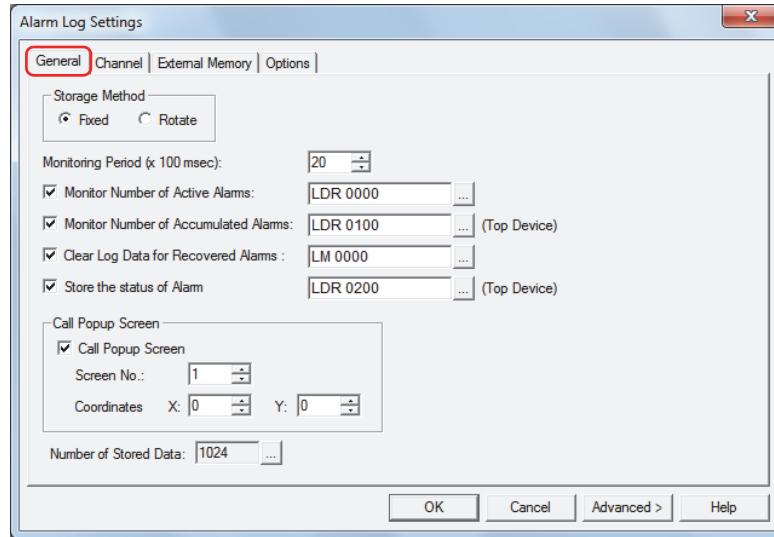 Alarm Log Settings
General Channel External Memory Options
Storage Method
Fixed Rotate
Monitoring Period (x 100 msec): 20
Monitor Number of Active Alarms: LDR 0000 ...
Monitor Number of Accumulated Alarms: LDR 0100 ... (Top Device)
Clear Log Data for Recovered Alarms : LM 0000 ...
Store the status of Alarm LDR 0200 ... (Top Device)
Call Popup Screen
Call Popup Screen
Screen No.: 1
Coordinates X: 0 Y: 0
Number of Stored Data: 1024 ...
OK Cancel Advanced > Help